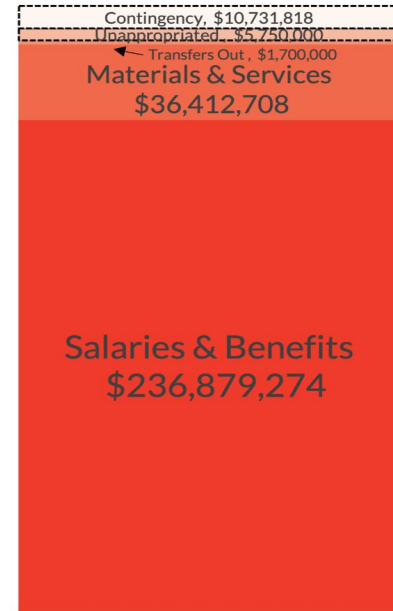 Contingency, $10,731,818
Unappropriated, $5,750,000
Transfers Out , $1,700,000
Materials & Services
$36,412,708
Salaries & Benefits
$236,879,274